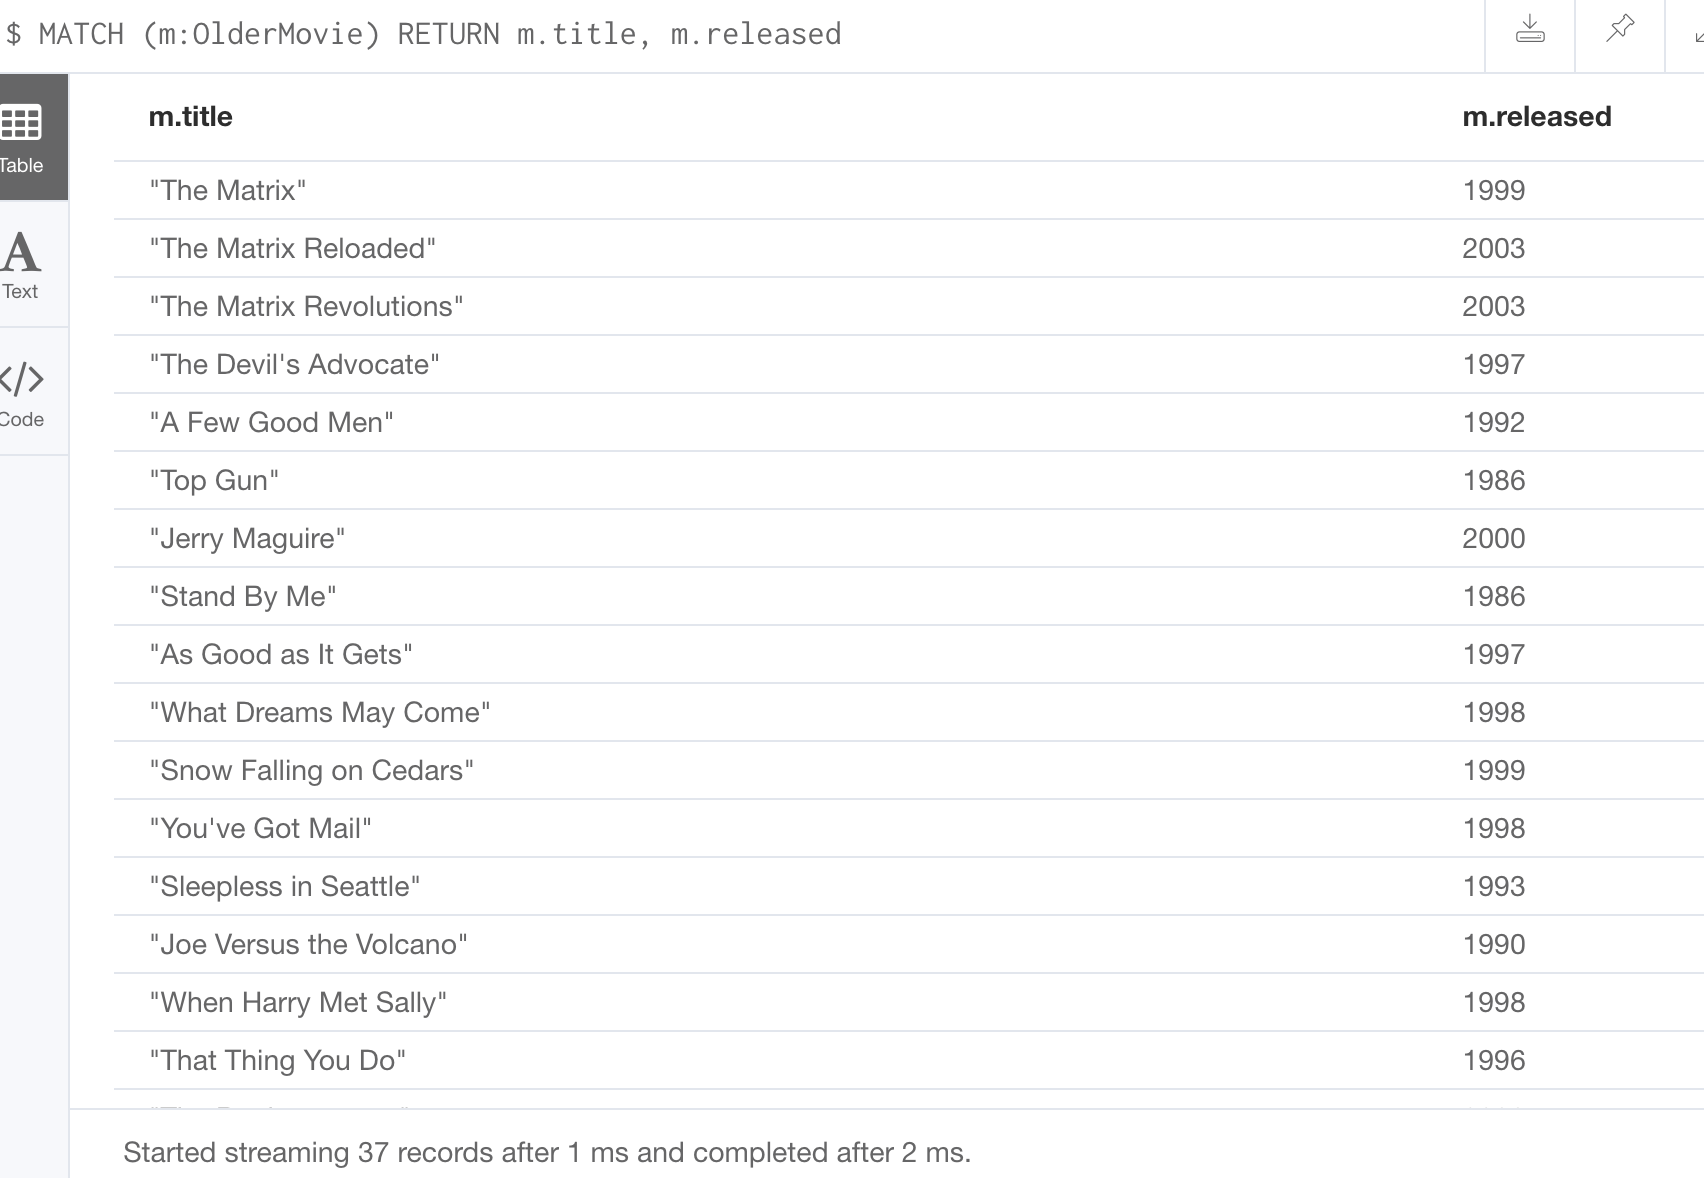 $ MATCH (m:OlderMovie) RETURN m.title, m.released
Table
Text
Code
m.title m.released
"The Matrix" 1999
"The Matrix Reloaded" 2003
"The Matrix Revolutions" 2003
"The Devil's Advocate" 1997
"A Few Good Men" 1992
"Top Gun" 1986
"Jerry Maguire" 2000
"Stand By Me" 1986
"As Good as It Gets" 1997
"What Dreams May Come" 1998
"Snow Falling on Cedars" 1999
"You've Got Mail" 1998
"Sleepless in Seattle" 1993
"Joe Versus the Volcano" 1990
"When Harry Met Sally" 1998
"That Thing You Do" 1996
Started streaming 37 records after 1 ms and completed after 2 ms.